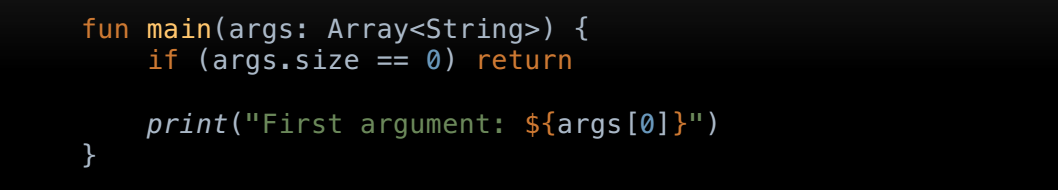 fun main(args: Array<String>) {
    if (args.size == 0) return

    print("First argument: ${args[0]}")
}